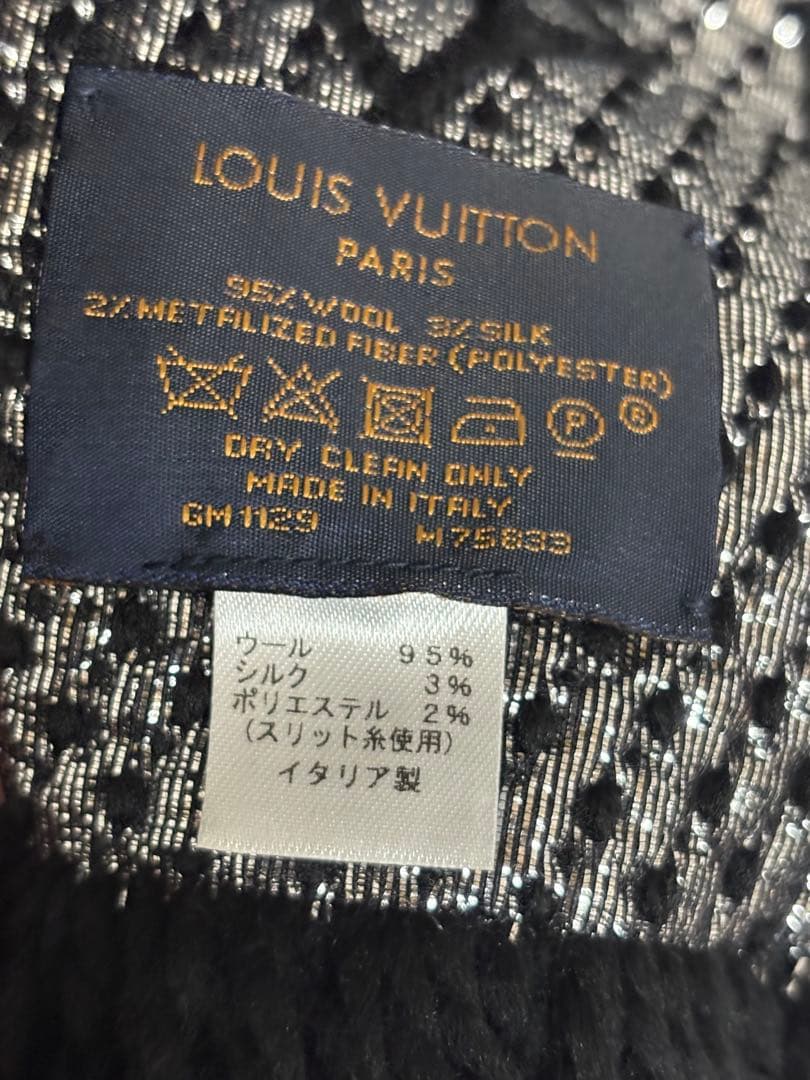 LOUIS VUITTON
PARIS
95% WOOL 3% SILK
2% METALIZED FIBER (POLYESTER)
P
®
DRY CLEAN ONLY
MADE IN ITALY
GM1129 M75833
ウール 95%
シルク 3%
ポリエステル 2%
(スリット糸使用)
イタリア製